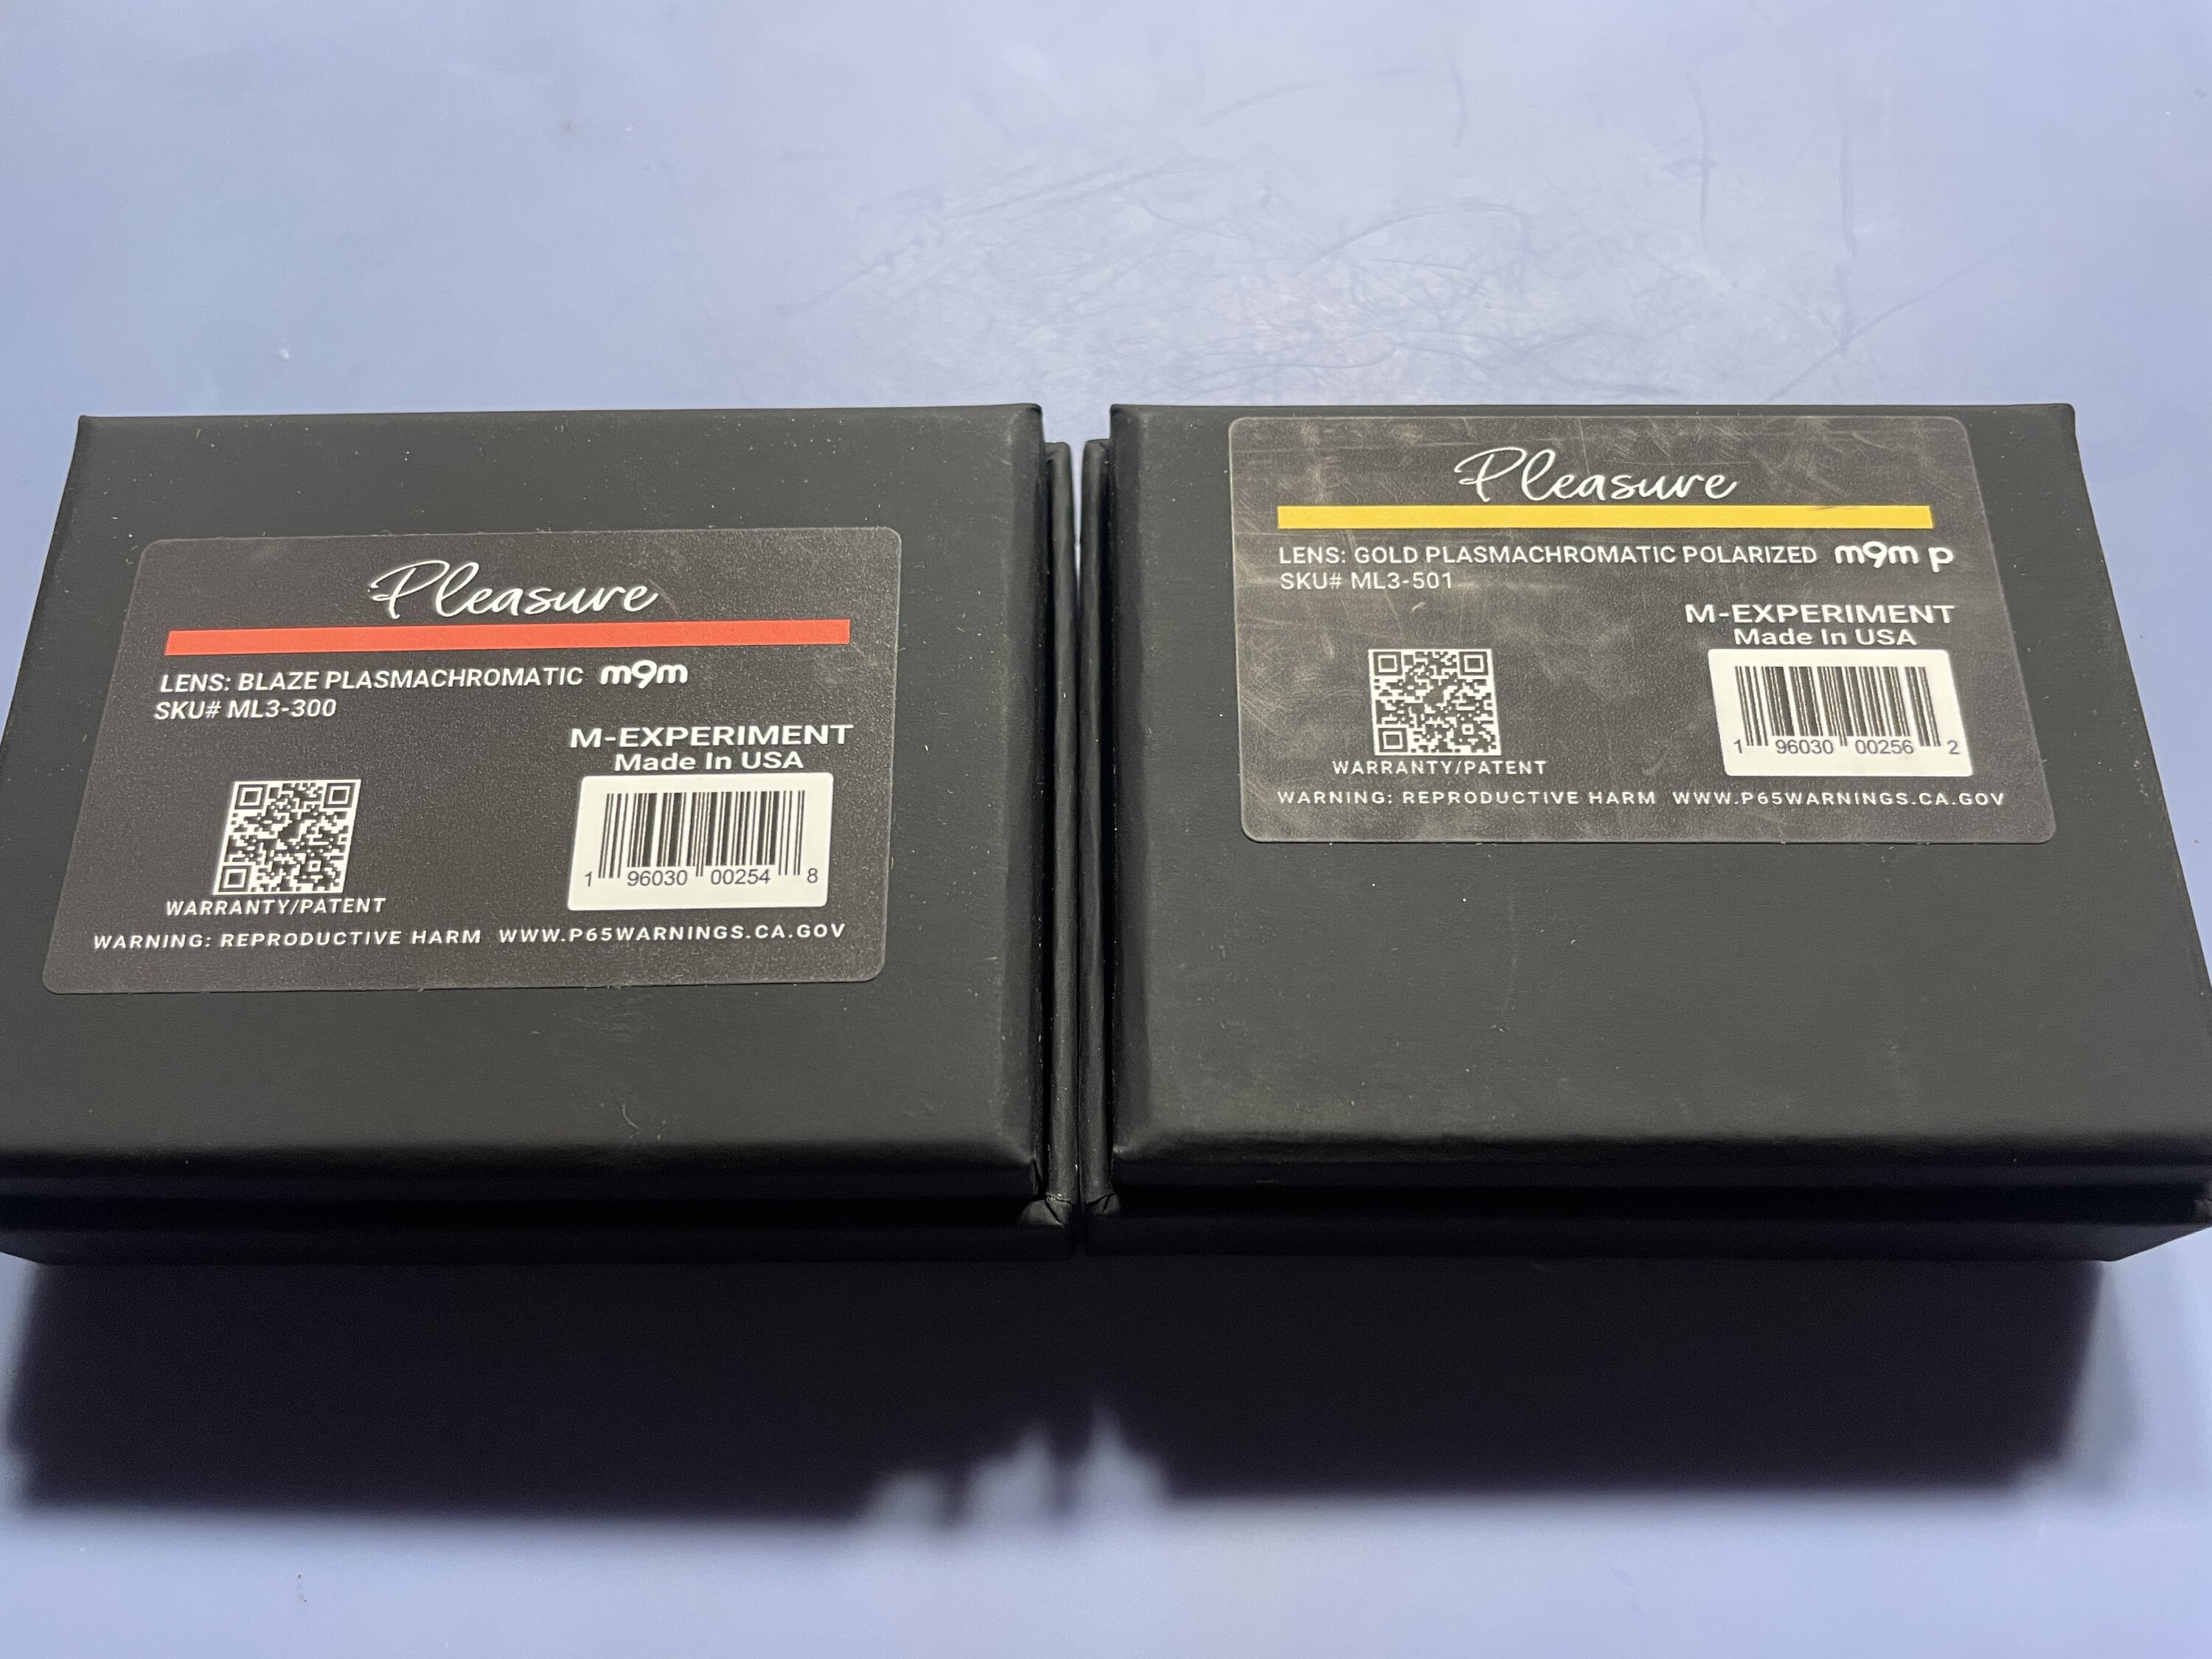 Pleasure
LENS: BLAZE PLASMACHROMATIC m9m
SKU# ML3-300
M-EXPERIMENT
Made In USA
1 96030 00254 8
WARRANTY/PATENT
WARNING: REPRODUCTIVE HARM WWW.P65WARNINGS.CA.GOV
Pleasure
LENS: GOLD PLASMACHROMATIC POLARIZED m9m p
SKU# ML3-501
M-EXPERIMENT
Made In USA
1 96030 00256 2
WARRANTY/PATENT
WARNING: REPRODUCTIVE HARM WWW.P65WARNINGS.CA.GOV